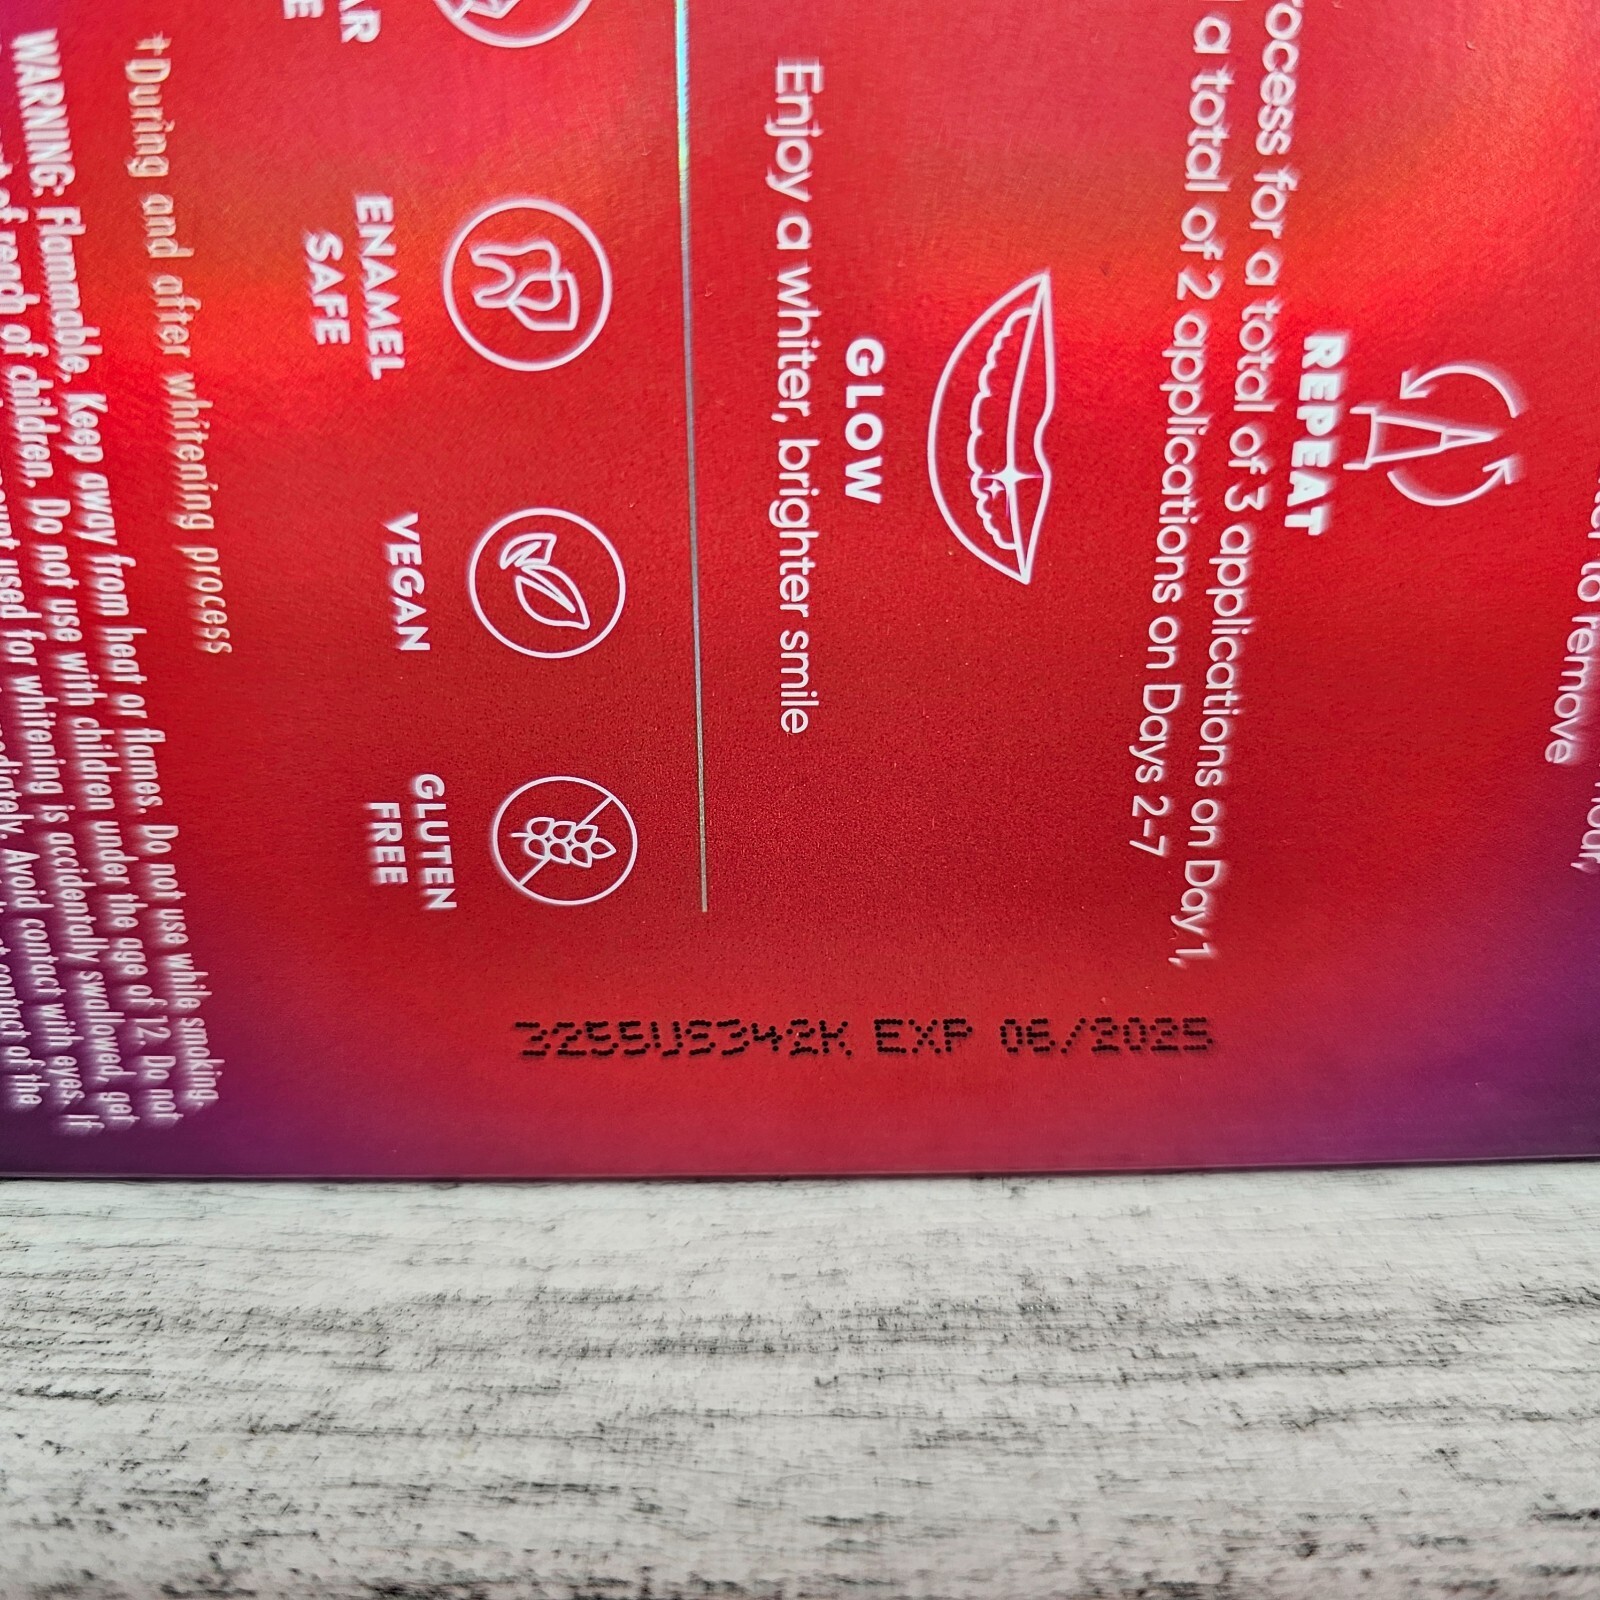 er to remove
hour,
REPEAT
rocess for a total of 3 applications on Day 1,
a total of 2 applications on Days 2-7
GLOW
Enjoy a whiter, brighter smile
AR
E
ENAMEL
SAFE
VEGAN
GLUTEN
FREE
†During and after whitening process
WARNING: Flammable. Keep away from heat or flames. Do not use while smoking.
of reach of children. Do not use with children under the age of 12. Do not
used for whitening is accidentally swallowed, get
Avoid contact with eyes. If
contact of the
3255US342K EXP 06/2025